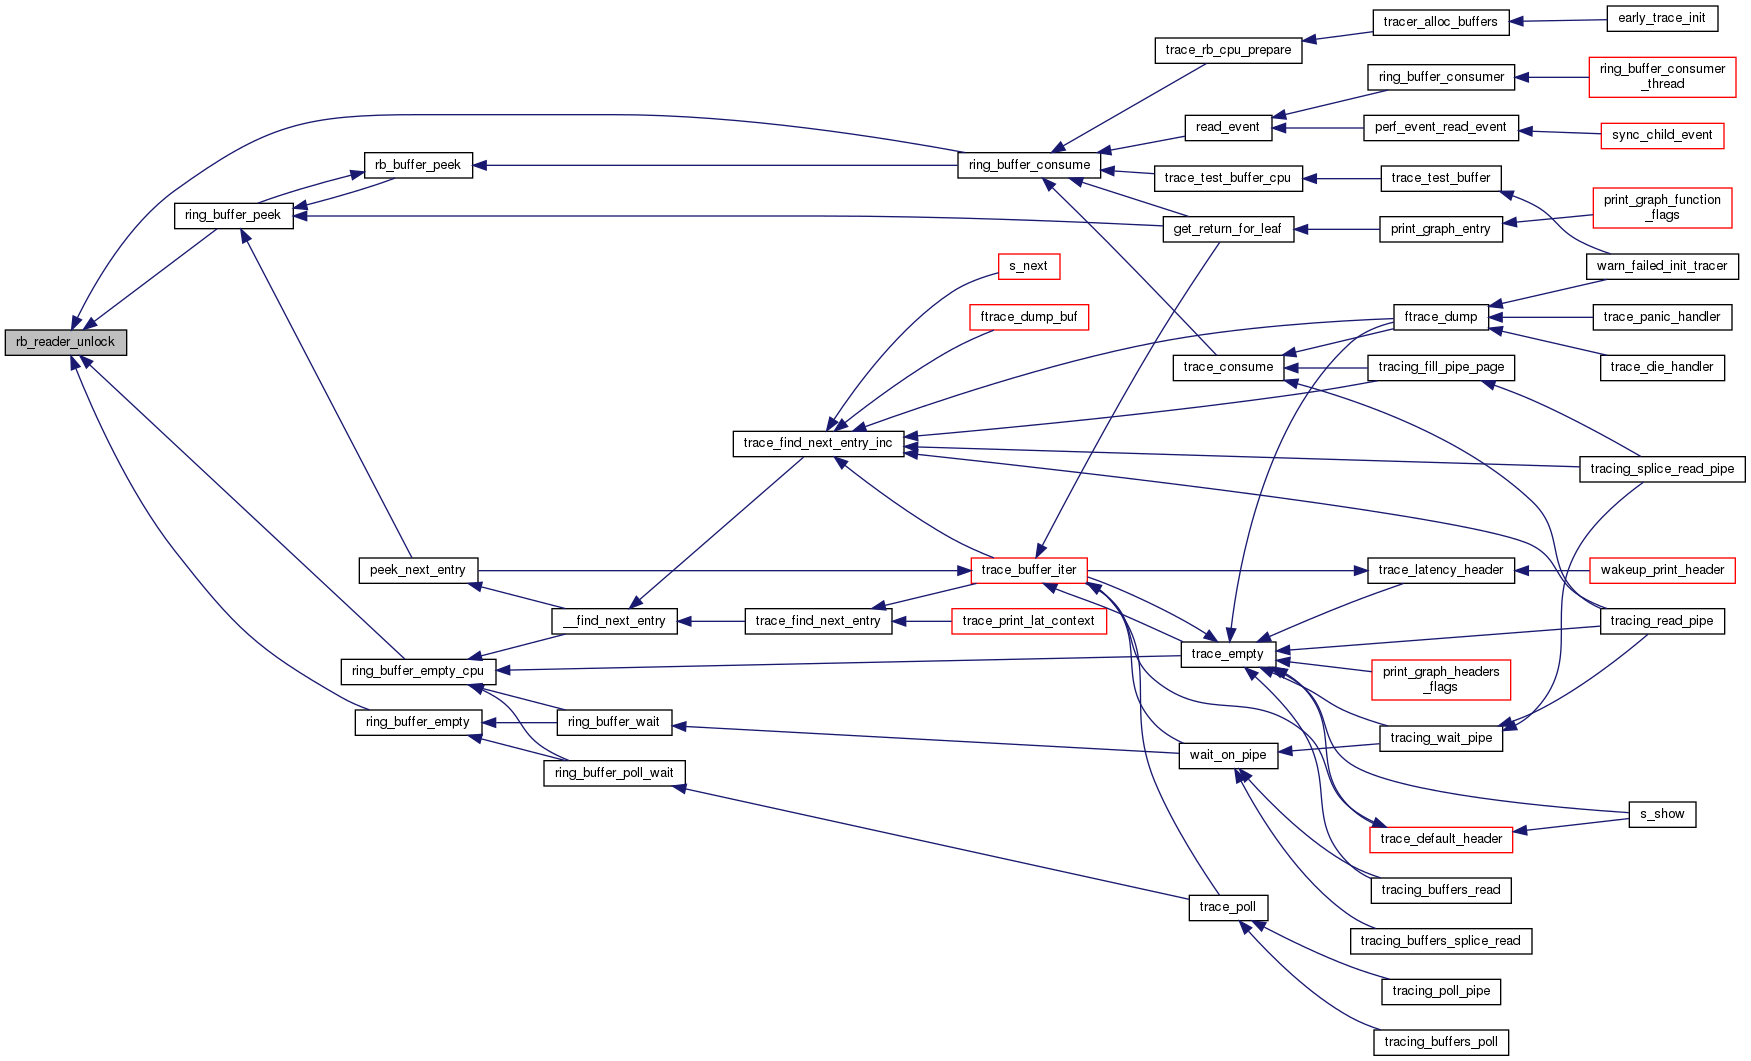 early_trace_init
tracer_alloc_buffers
trace_rb_cpu_prepare
ring_buffer_consumer
ring_buffer_consumer
_thread
read_event
perf_event_read_event
sync_child_event
rb_buffer_peek
ring_buffer_consume
trace_test_buffer_cpu
trace_test_buffer
print_graph_function
_flags
ring_buffer_peek
get_return_for_leaf
print_graph_entry
s_next
warn_failed_init_tracer
ftrace_dump_buf
ftrace_dump
trace_panic_handler
rb_reader_unlock
trace_consume
tracing_fill_pipe_page
trace_die_handler
trace_find_next_entry_inc
tracing_splice_read_pipe
peek_next_entry
trace_buffer_iter
trace_latency_header
wakeup_print_header
__find_next_entry
trace_find_next_entry
trace_print_lat_context
tracing_read_pipe
ring_buffer_empty_cpu
trace_empty
print_graph_headers
_flags
ring_buffer_empty
ring_buffer_wait
tracing_wait_pipe
ring_buffer_poll_wait
wait_on_pipe
s_show
trace_default_header
tracing_buffers_read
trace_poll
tracing_buffers_splice_read
tracing_poll_pipe
tracing_buffers_poll